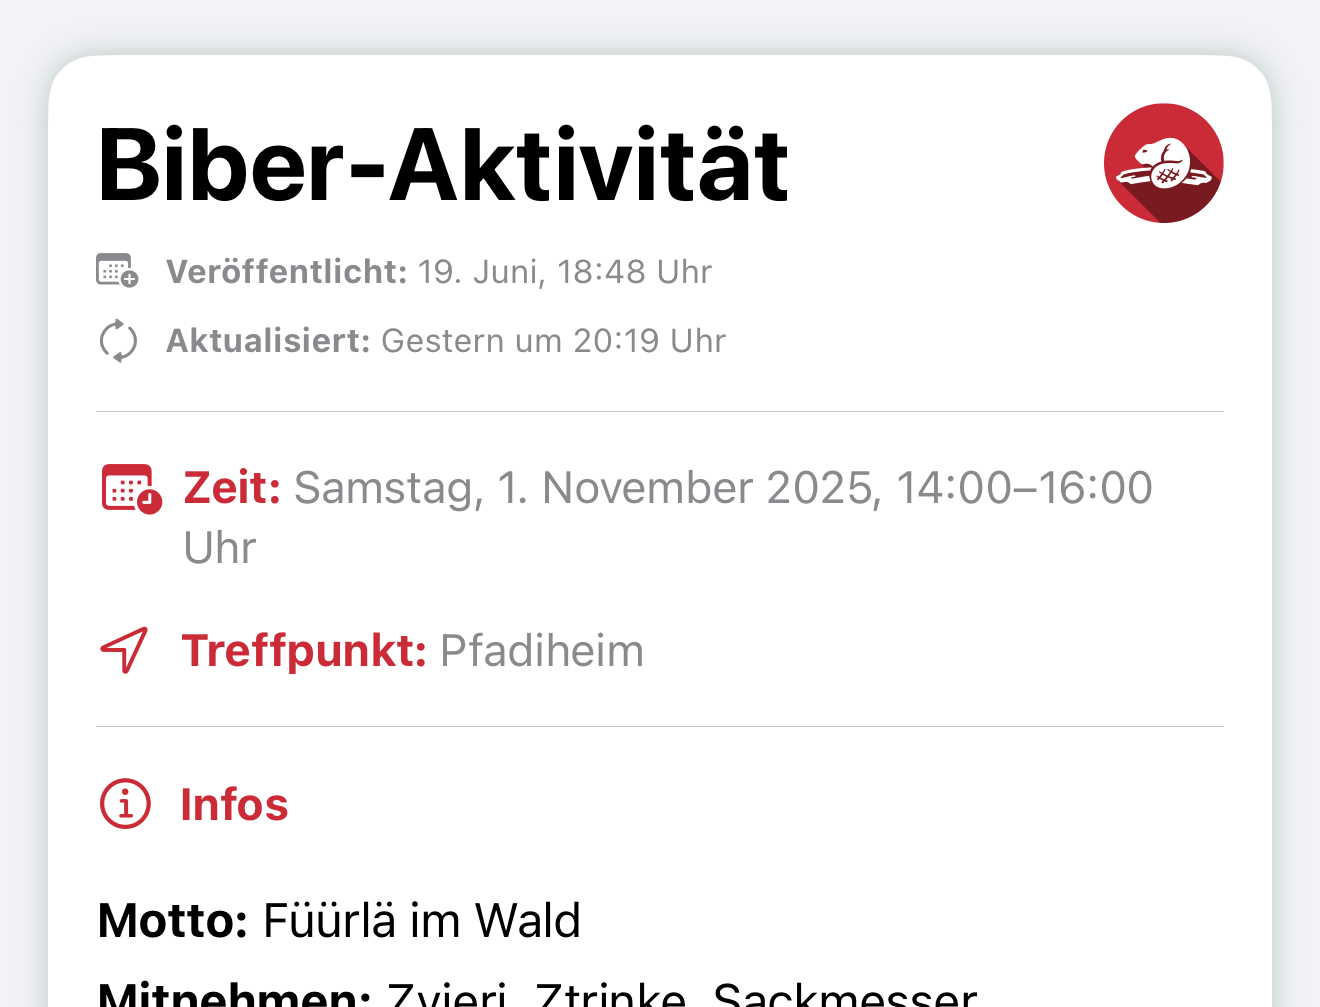 Biber-Aktivität
Veröffentlicht: 19. Juni, 18:48 Uhr
Aktualisiert: Gestern um 20:19 Uhr
Zeit: Samstag, 1. November 2025, 14:00–16:00
Uhr
Treffpunkt: Pfadiheim
Infos
Motto: Füürlä im Wald
Mitnehmen: Zvieri, Ztrinke, Sackmesser